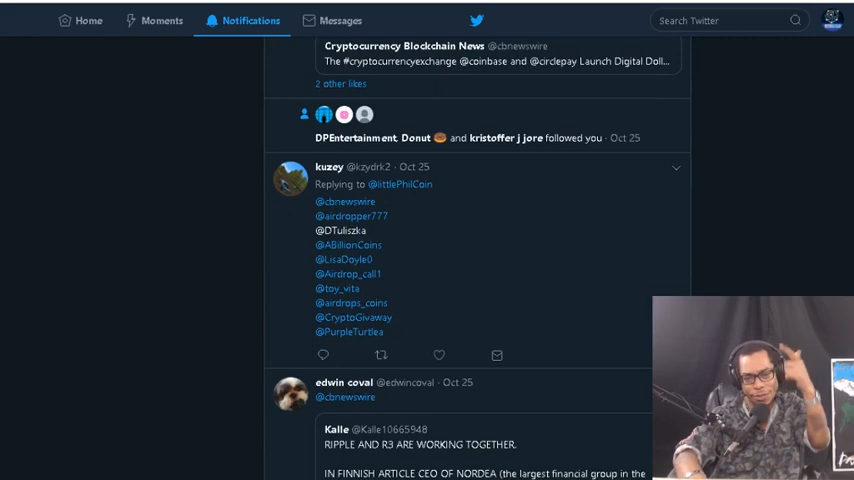 Home
Moments
Notifications
Messages
Search Twitter
Cryptocurrency Blockchain News @cbnewswire
The #cryptocurrencyexchange @coinbase and @circlepay Launch Digital Doll...
2 other likes
DPEntertainment, Donut 🍩 and kristoffer j jore followed you · Oct 25
kuzey @kzydrk2 · Oct 25
Replying to @littlePhilCoin
@cbnewswire
@airdropper777
@DTuliszka
@ABillionCoins
@LisaDoyle0
@Airdrop_call1
@toy_vita
@airdrops_coins
@CryptoGivaway
@PurpleTurtlea
edwin coval @edwincoval · Oct 25
@cbnewswire
Kalle @Kalle10665948
RIPPLE AND R3 ARE WORKING TOGETHER.
IN FINNISH ARTICLE CEO OF NORDEA (the largest financial group in the